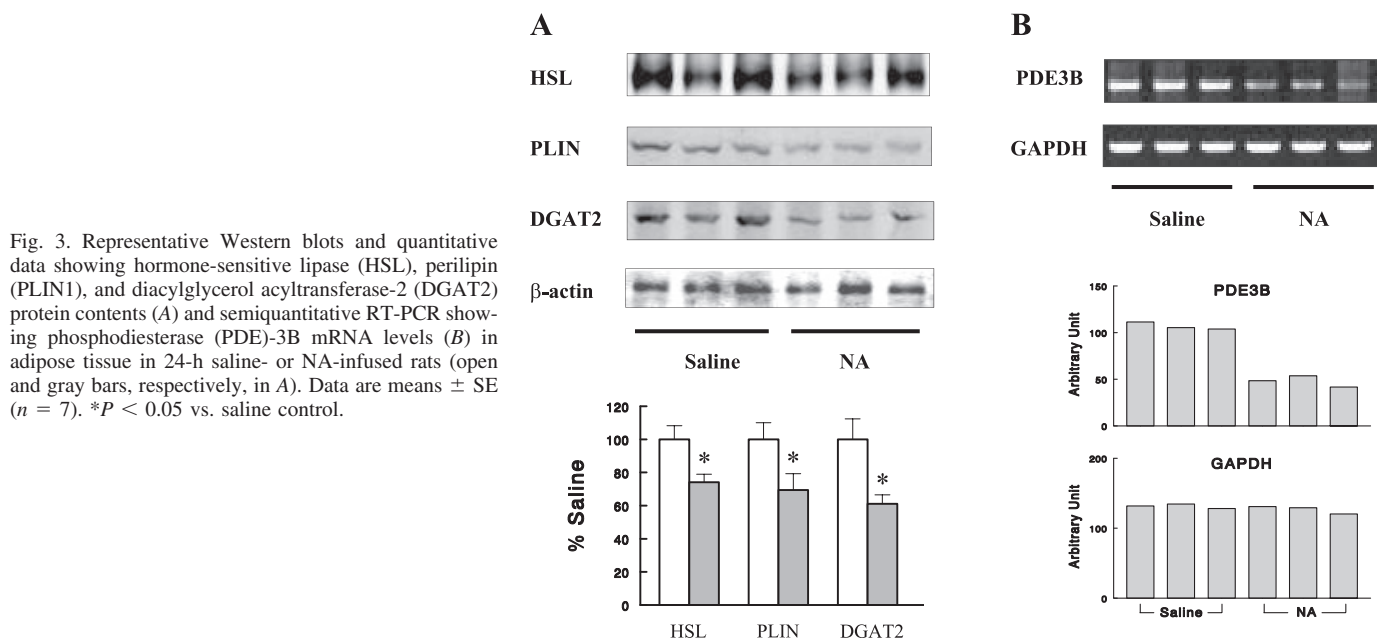 Fig. 3. Representative Western blots and quantitative
data showing hormone-sensitive lipase (HSL), perilipin
(PLIN1), and diacylglycerol acyltransferase-2 (DGAT2)
protein contents (A) and semiquantitative RT-PCR show-
ing phosphodiesterase (PDE)-3B mRNA levels (B) in
adipose tissue in 24-h saline- or NA-infused rats (open
and gray bars, respectively, in A). Data are means ± SE
(n = 7). *P < 0.05 vs. saline control.
A
HSL
PLIN
DGAT2
β-actin
Saline NA
% Saline
120
100
80
60
40
20
0
* * *
HSL PLIN DGAT2
B
PDE3B
GAPDH
Saline NA
PDE3B
Arbitrary Unit
150
100
50
0
GAPDH
Arbitrary Unit
200
100
0
Saline NA